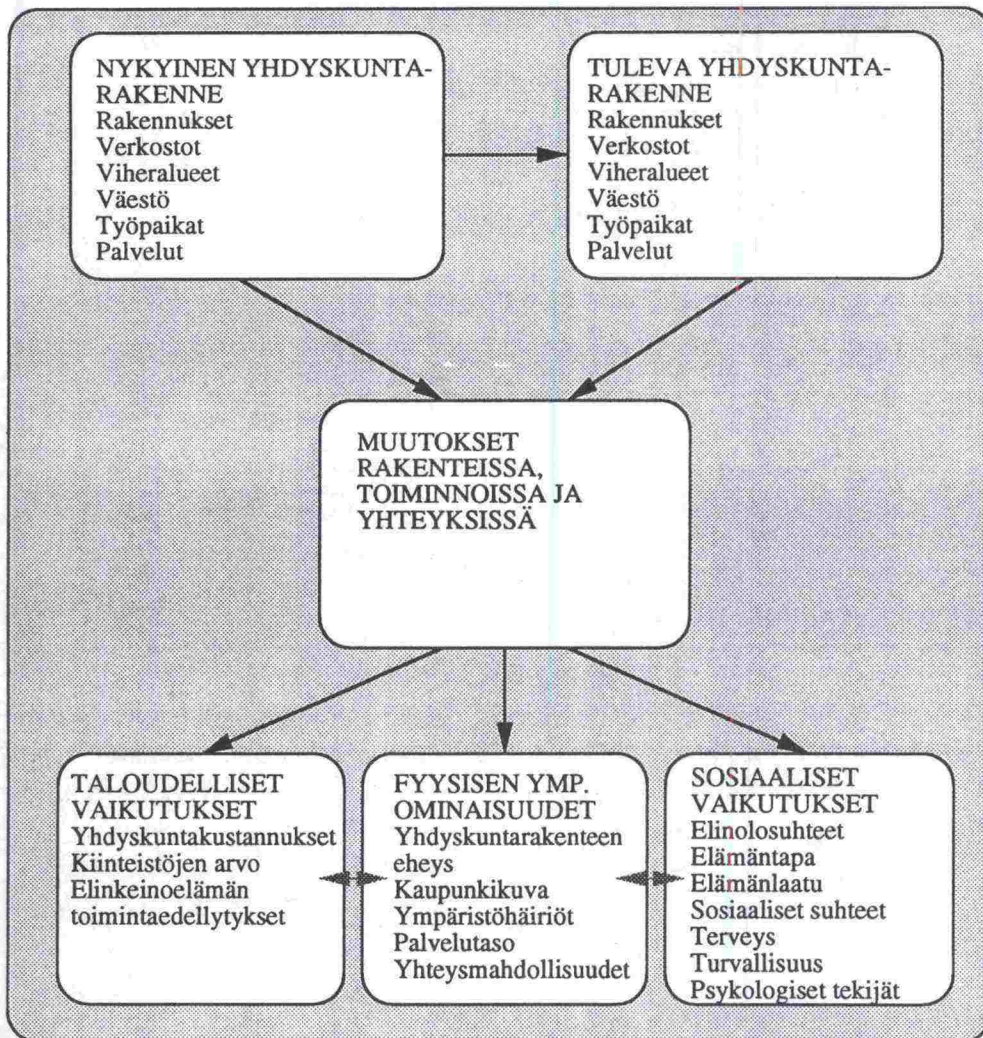 NYKYINEN YHDYSKUNTA-
RAKENNE
Rakennukset
Verkostot
Viheralueet
Väestö
Työpaikat
Palvelut
TULEVA YHDYSKUNTA-
RAKENNE
Rakennukset
Verkostot
Viheralueet
Väestö
Työpaikat
Palvelut
MUUTOKSET
RAKENTEISSA,
TOIMINNOISSA JA
YHTEYKSISSÄ
TALOUDELLISET
VAIKUTUKSET
Yhdyskuntakustannukset
Kiinteistöjen arvo
Elinkeinoelämän
toimintaedellytykset
FYYSISEN YMP.
OMINAISUUDET
Yhdyskuntarakenteen
eheys
Kaupunkikuva
Ympäristöhäiriöt
Palvelutaso
Yhteysmahdollisuudet
SOSIAALISET
VAIKUTUKSET
Elinolosuhteet
Elämäntapa
Elämänlaatu
Sosiaaliset suhteet
Terveys
Turvallisuus
Psykologiset tekijät